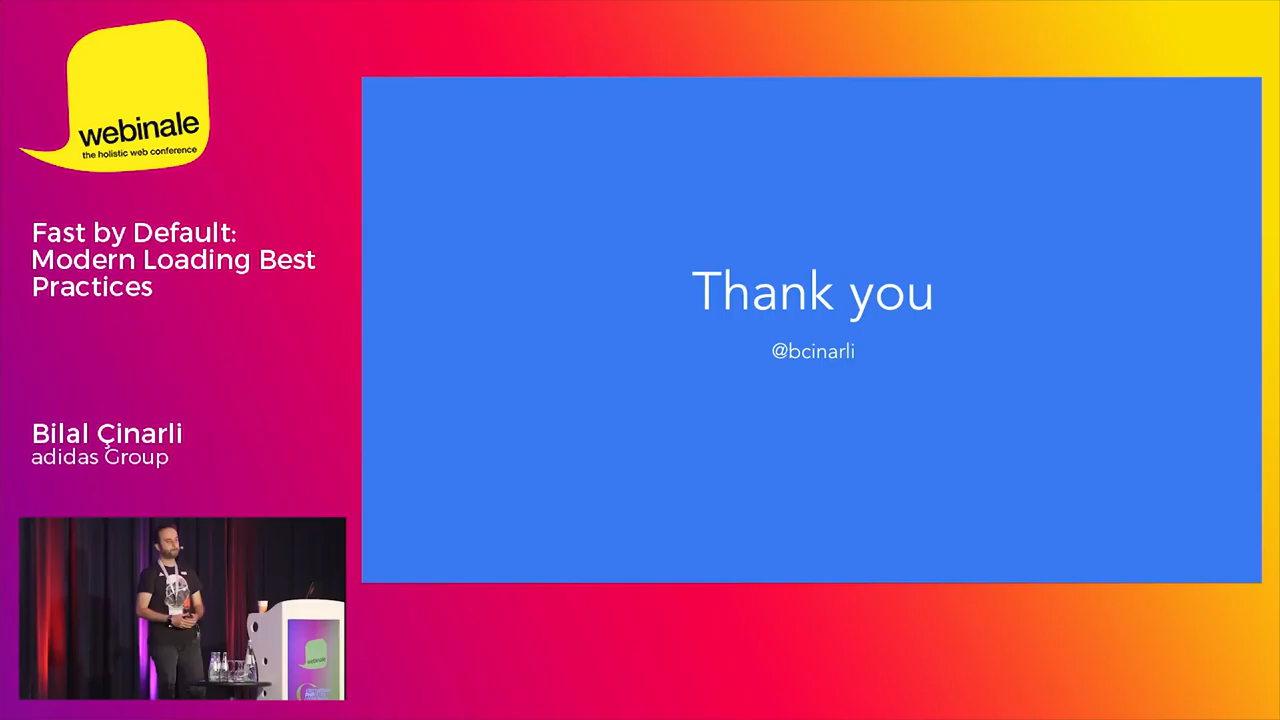 webinale
the holistic web conference
Fast by Default:
Modern Loading Best
Practices
Bilal Çinarli
adidas Group
Thank you
@bcinarli
webinale